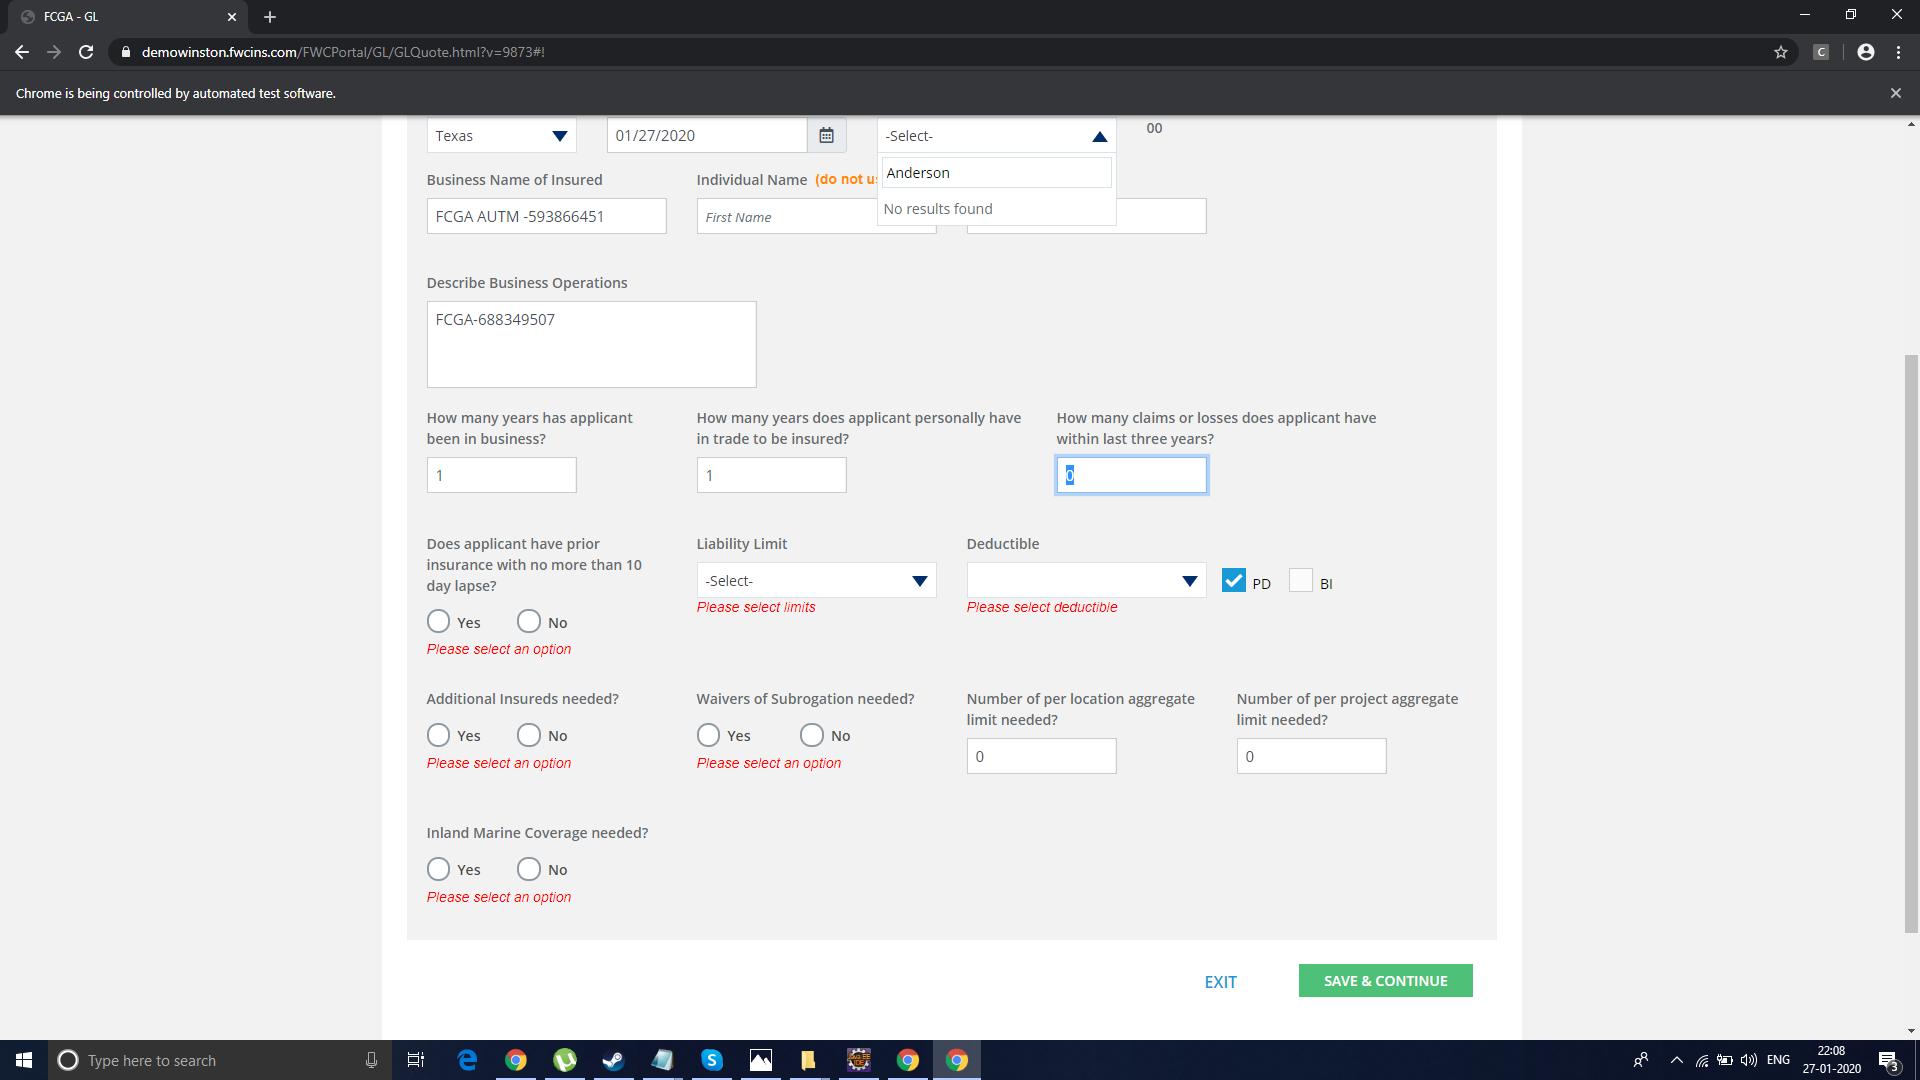 FCGA - GL
demowinston.fwcins.com/FWCPortal/GL/GLQuote.html?v=9873#!
C
Chrome is being controlled by automated test software.
Texas
01/27/2020
-Select-
00
Anderson
No results found
Business Name of Insured
Individual Name (do not u
FCGA AUTM -593866451
First Name
Describe Business Operations
FCGA-688349507
How many years has applicant
been in business?
How many years does applicant personally have
in trade to be insured?
How many claims or losses does applicant have
within last three years?
1
1
0
Does applicant have prior
insurance with no more than 10
day lapse?
Yes
No
Please select an option
Liability Limit
-Select-
Please select limits
Deductible
Please select deductible
PD
BI
Additional Insureds needed?
Yes
No
Please select an option
Waivers of Subrogation needed?
Yes
No
Please select an option
Number of per location aggregate
limit needed?
0
Number of per project aggregate
limit needed?
0
Inland Marine Coverage needed?
Yes
No
Please select an option
EXIT
SAVE & CONTINUE
Type here to search
ENG
22:08
27-01-2020
3